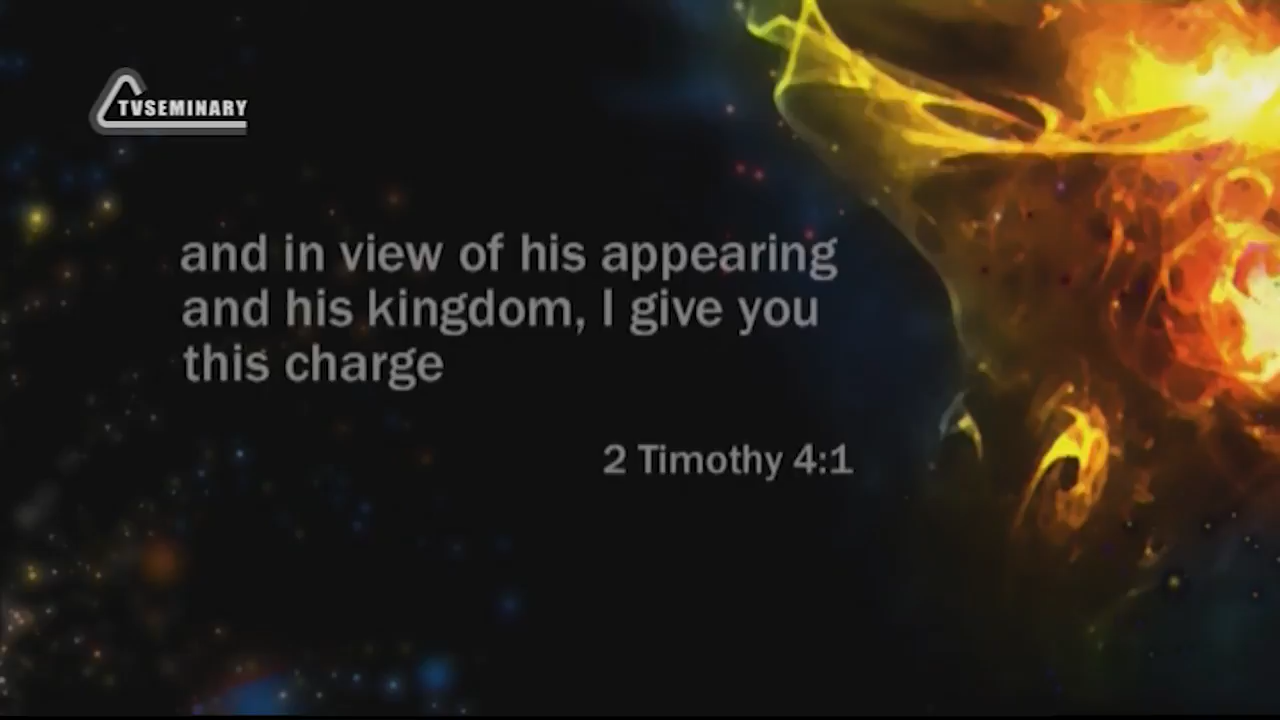 TVSEMINARY
and in view of his appearing
and his kingdom, I give you
this charge
2 Timothy 4:1